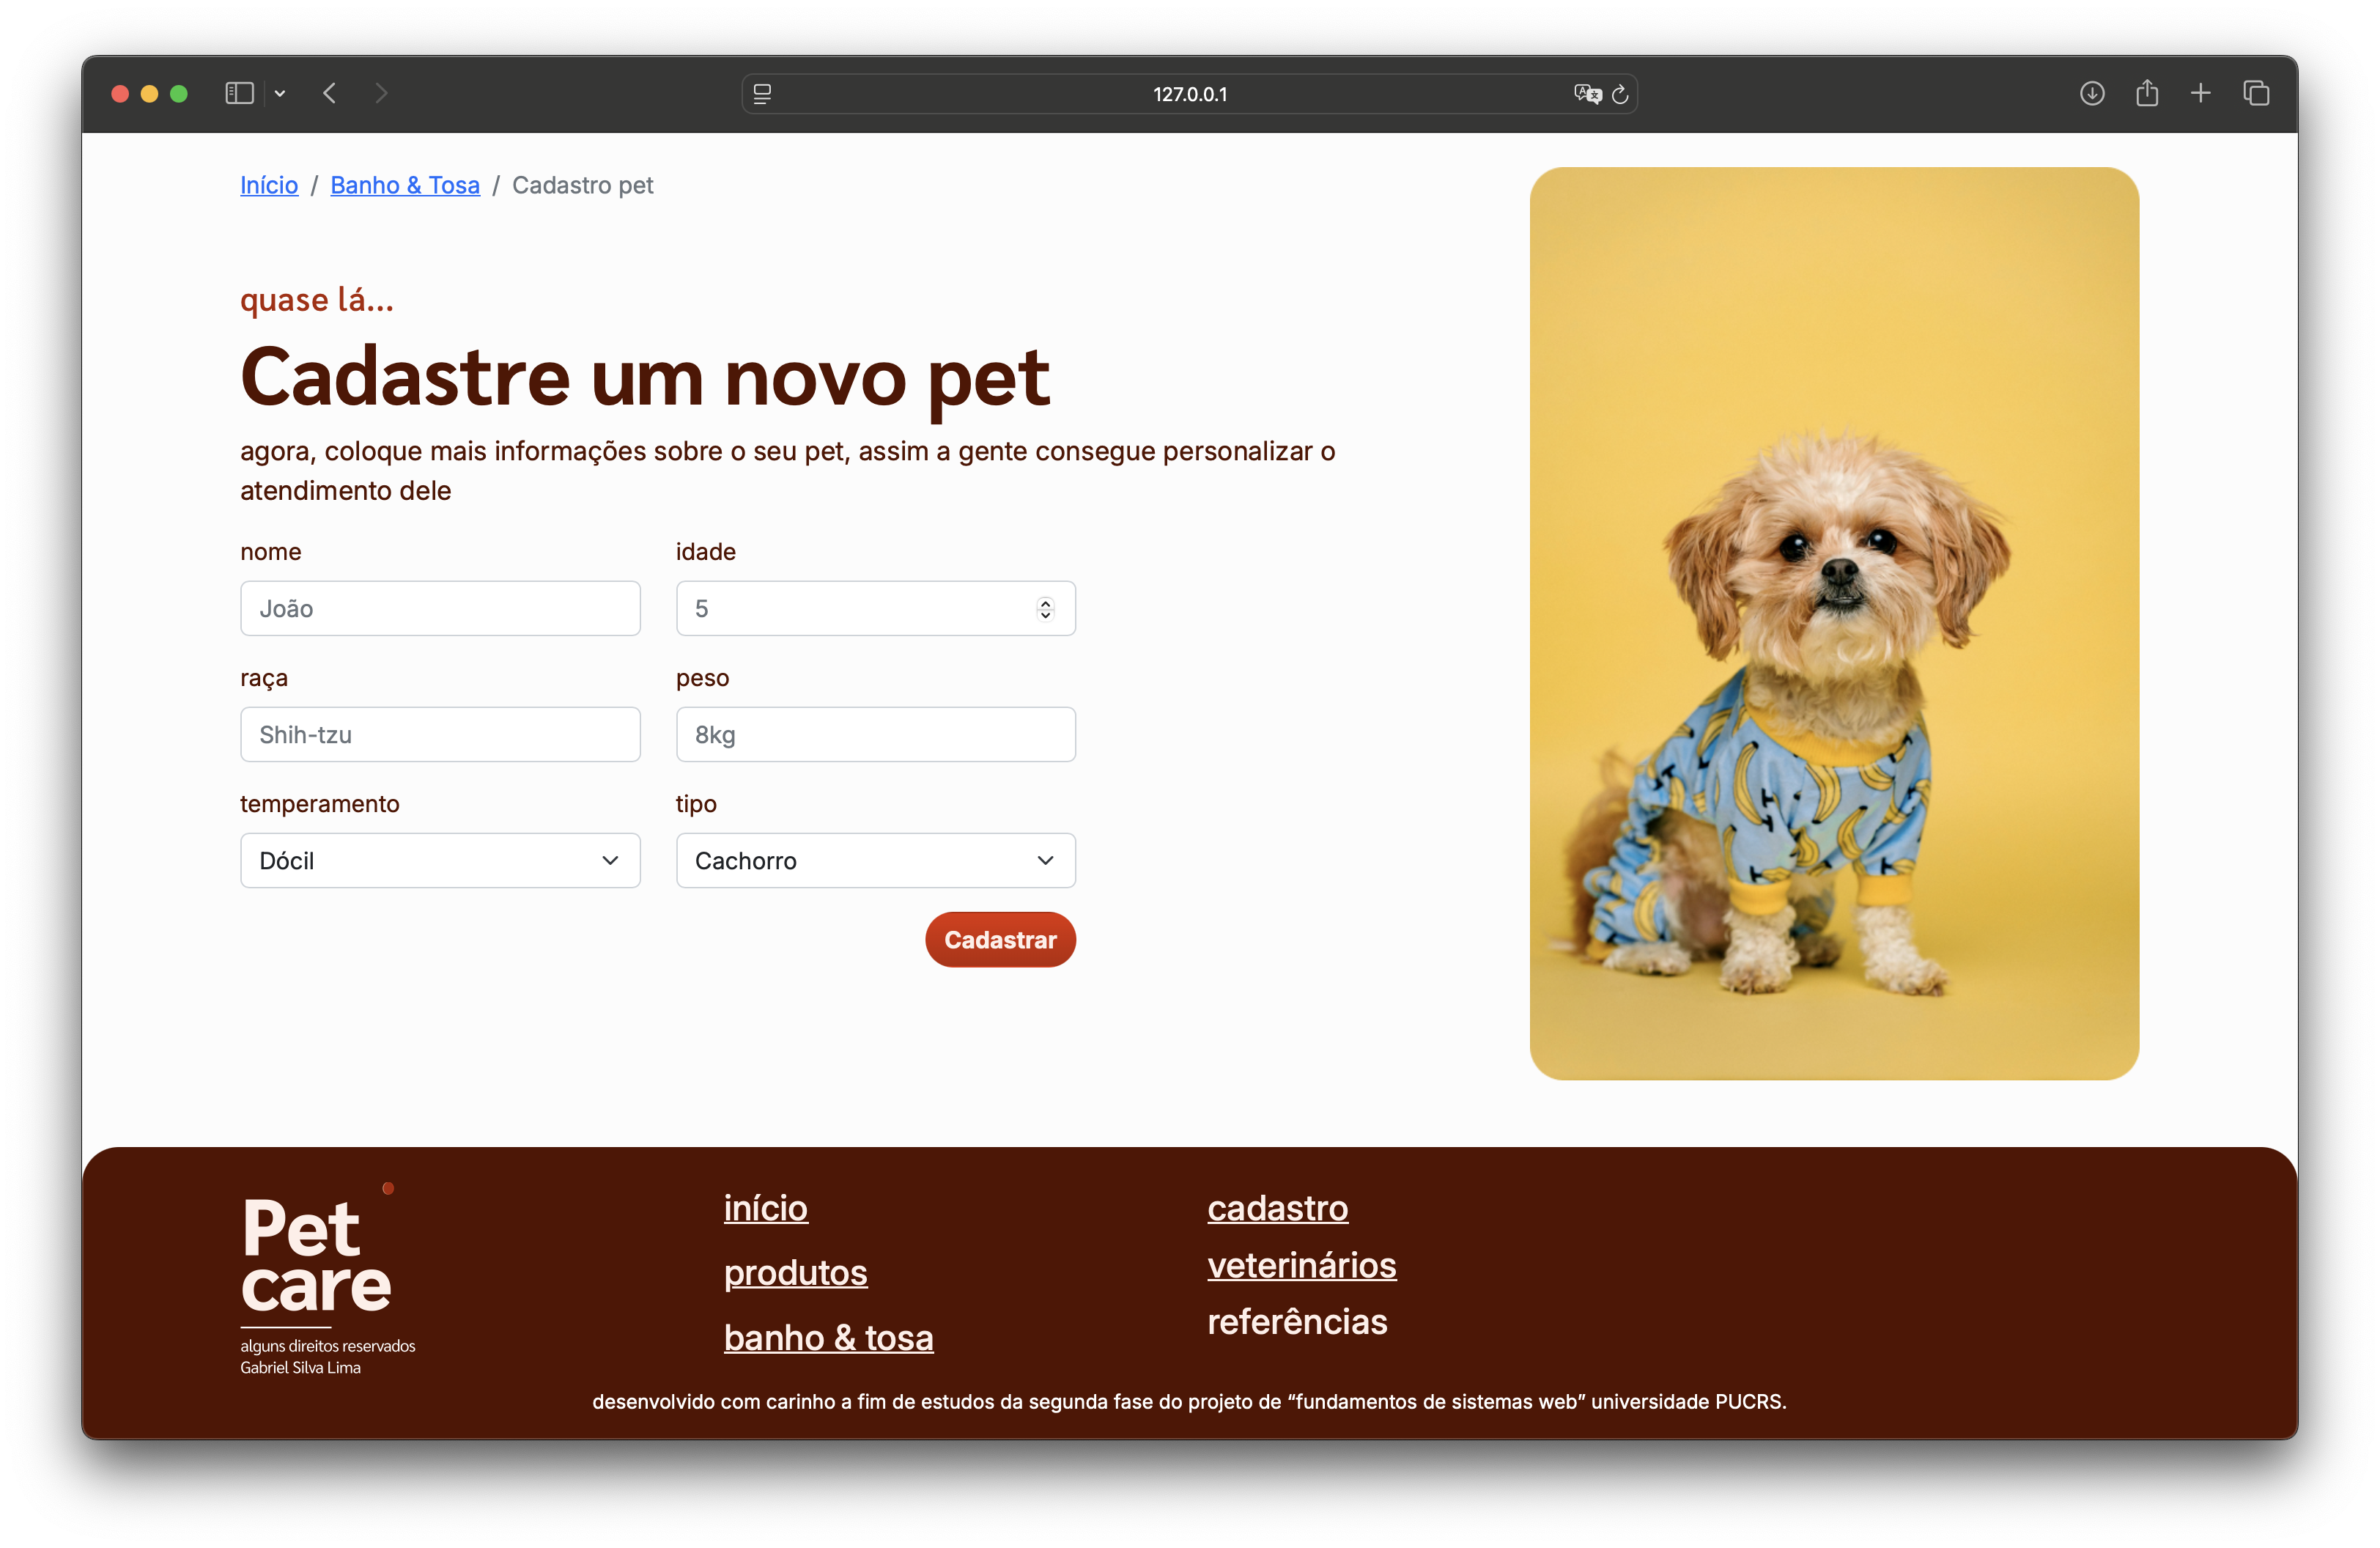 127.0.0.1
Início / Banho & Tosa / Cadastro pet
quase lá...
Cadastre um novo pet
agora, coloque mais informações sobre o seu pet, assim a gente consegue personalizar o
atendimento dele
nome
João
idade
5
raça
Shih-tzu
peso
8kg
temperamento
Dócil
tipo
Cachorro
Cadastrar
Pet
care
alguns direitos reservados
Gabriel Silva Lima
início
produtos
banho & tosa
cadastro
veterinários
referências
desenvolvido com carinho a fim de estudos da segunda fase do projeto de “fundamentos de sistemas web” universidade PUCRS.